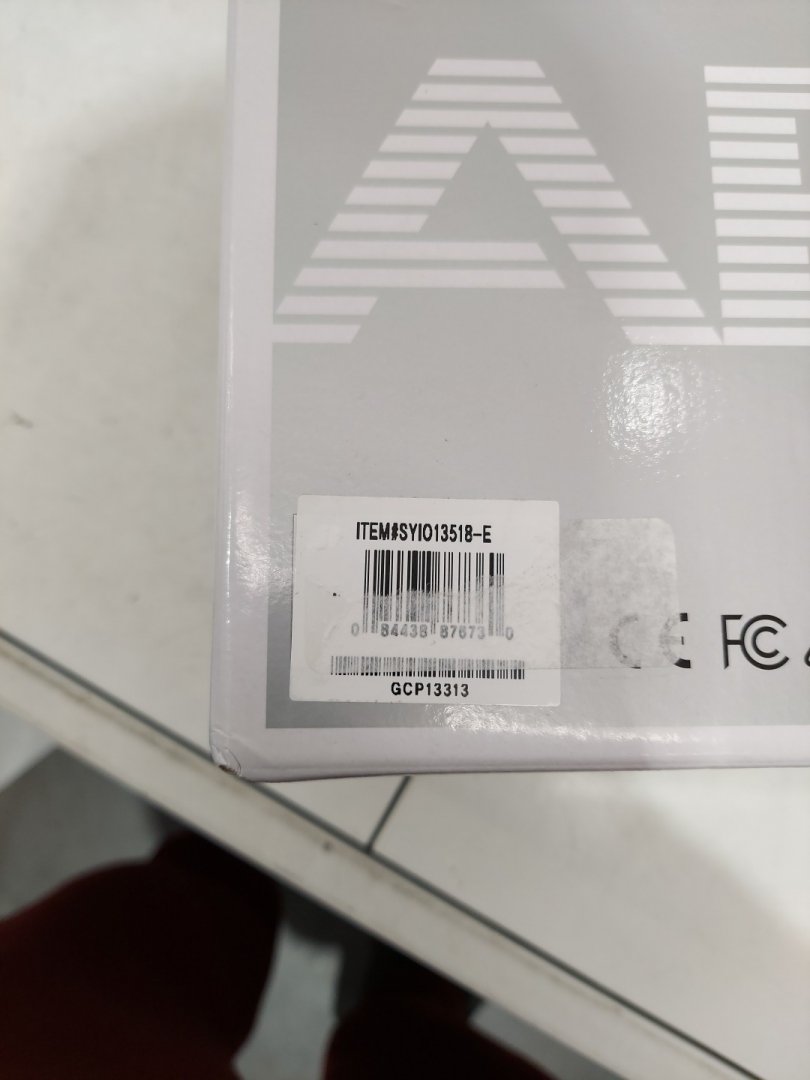 A
ITEM#SYIO13518-E
0 84438 87673 0
CE FC
GCP13313